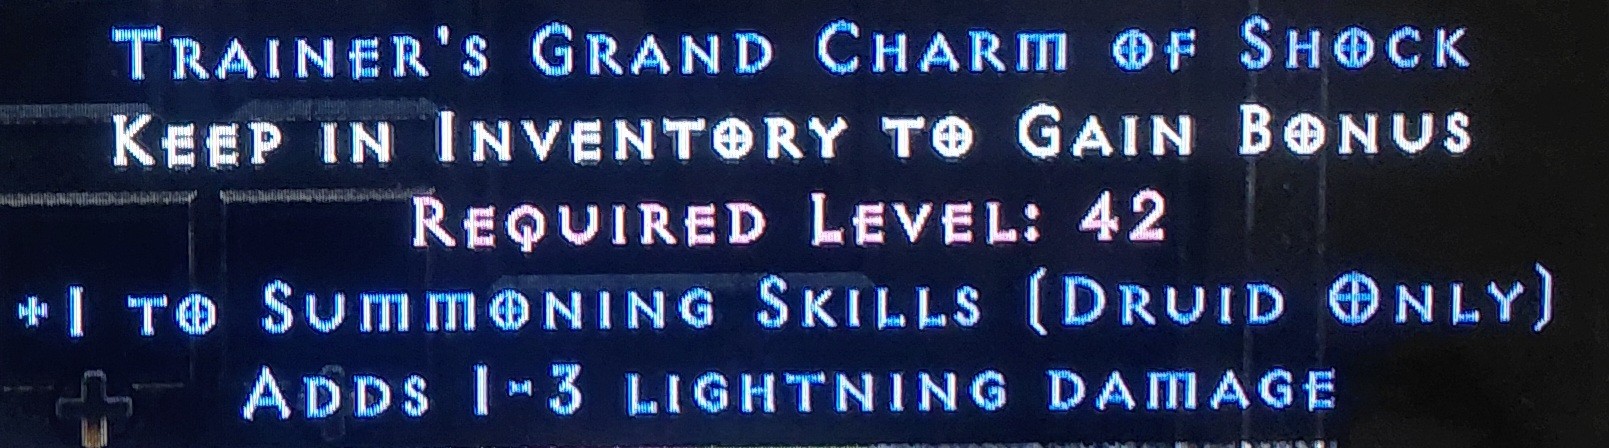 Trainer's Grand Charm of Shock
Keep in Inventory to Gain Bonus
Required Level: 42
+1 to Summoning Skills (Druid Only)
Adds 1-3 lightning damage